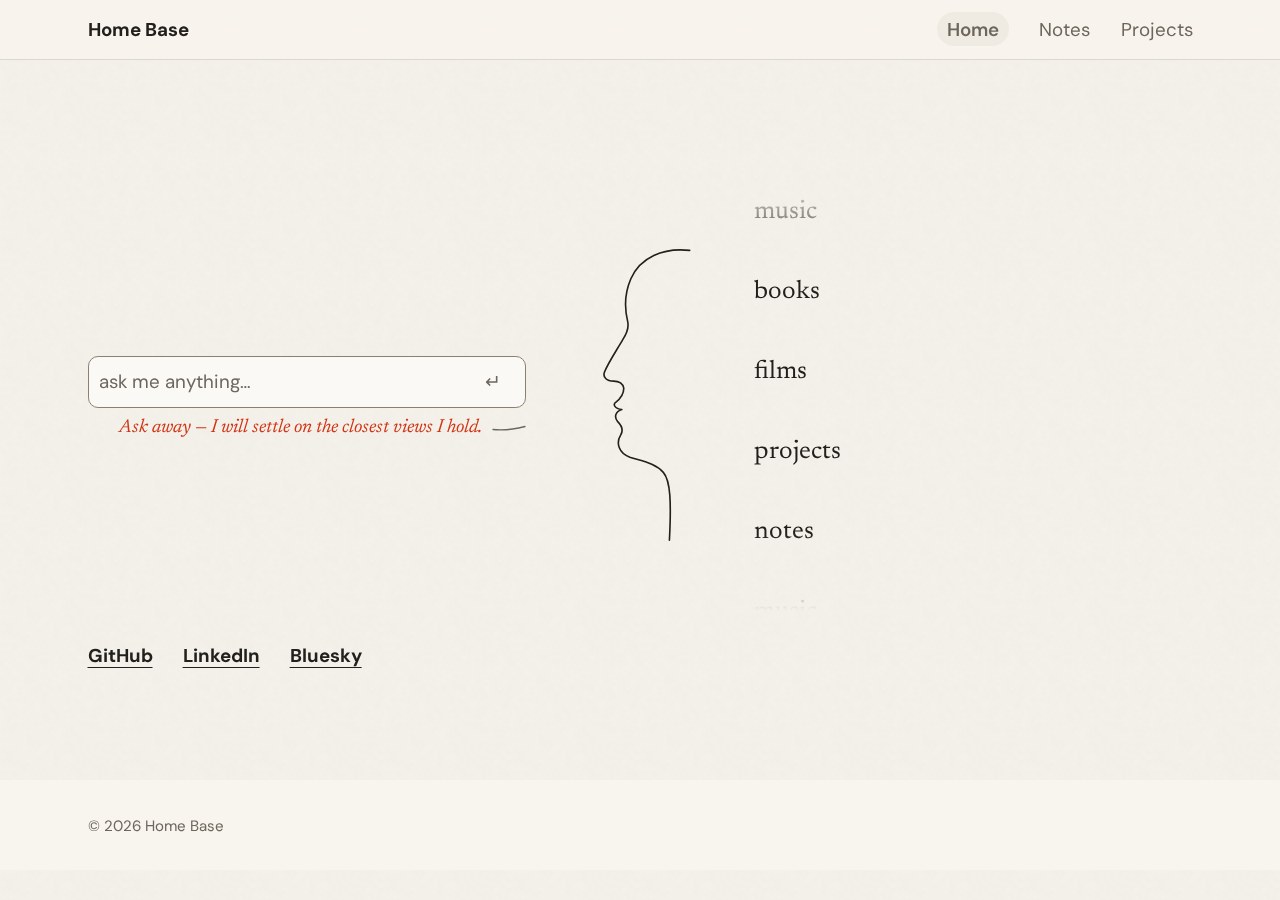 Home Base
Home
Notes
Projects
music
books
films
projects
notes
music
ask me anything...
Ask away – I will settle on the closest views I hold.
GitHub
LinkedIn
Bluesky
© 2026 Home Base